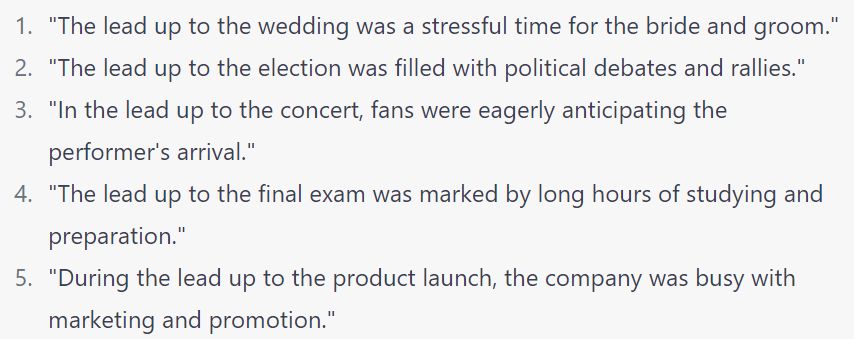 1. "The lead up to the wedding was a stressful time for the bride and groom."
2. "The lead up to the election was filled with political debates and rallies."
3. "In the lead up to the concert, fans were eagerly anticipating the
performer's arrival."
4. "The lead up to the final exam was marked by long hours of studying and
preparation."
5. "During the lead up to the product launch, the company was busy with
marketing and promotion."